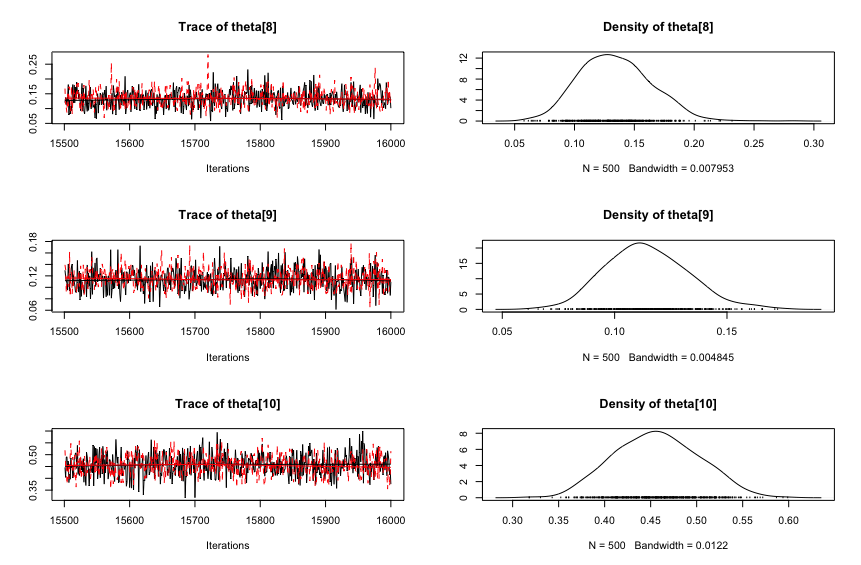 Trace of theta[8]
0.05 0.15 0.25
15500 15600 15700 15800 15900 16000
Iterations
Density of theta[8]
0 4 8 12
0.05 0.10 0.15 0.20 0.25 0.30
N = 500 Bandwidth = 0.007953
Trace of theta[9]
0.06 0.12 0.18
15500 15600 15700 15800 15900 16000
Iterations
Density of theta[9]
0 5 15
0.05 0.10 0.15
N = 500 Bandwidth = 0.004845
Trace of theta[10]
0.35 0.50
15500 15600 15700 15800 15900 16000
Iterations
Density of theta[10]
0 2 4 6 8
0.30 0.35 0.40 0.45 0.50 0.55 0.60
N = 500 Bandwidth = 0.0122